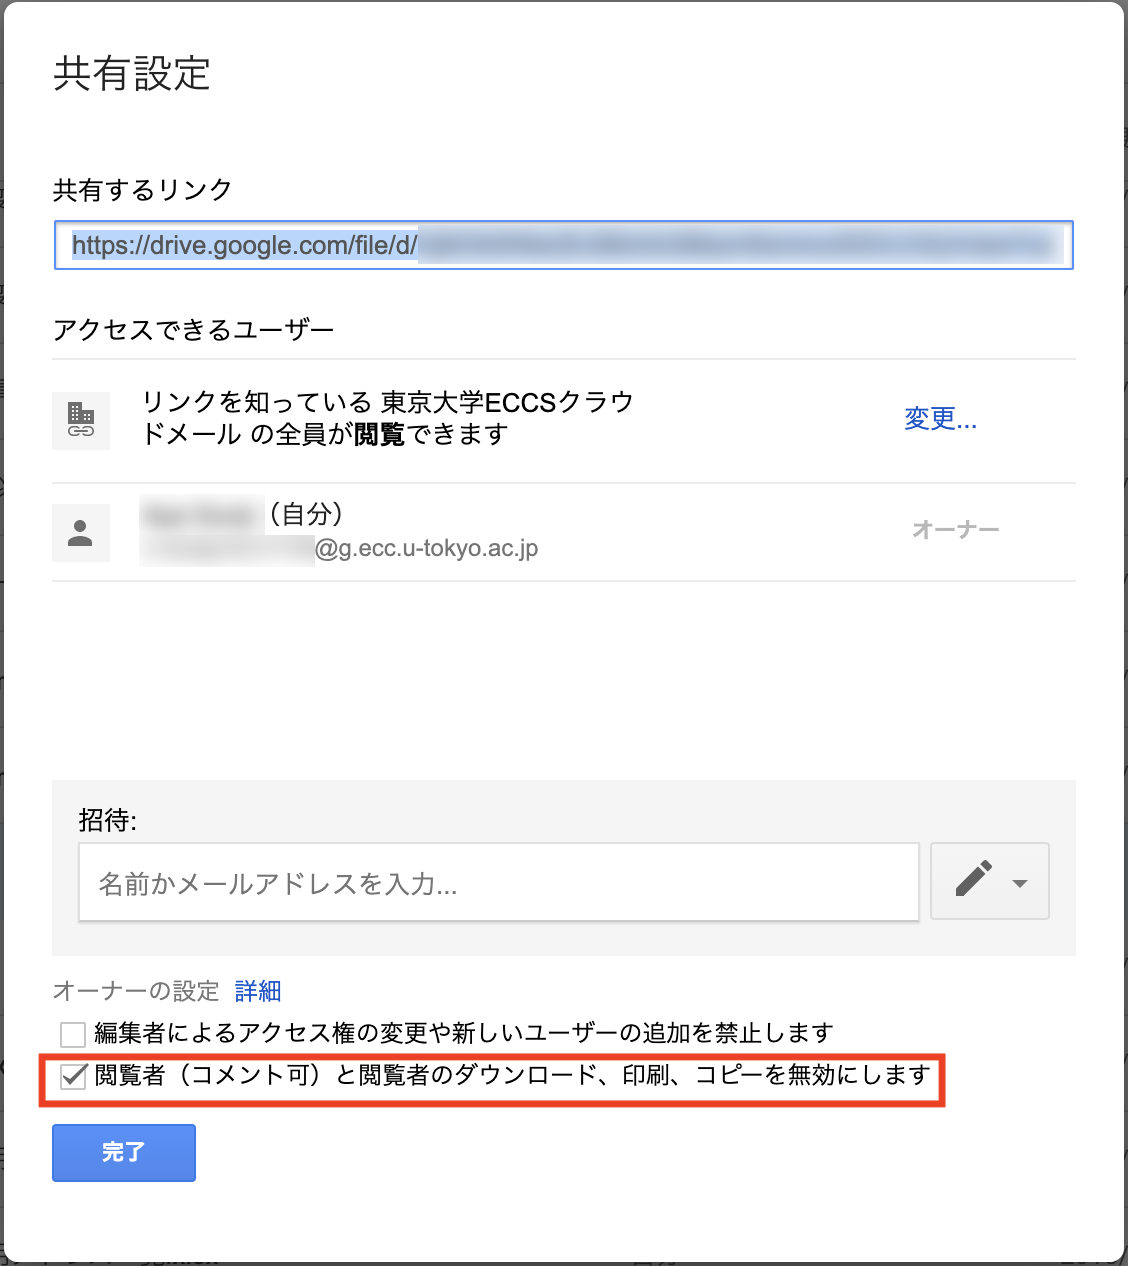 共有設定
共有するリンク
https://drive.google.com/file/d/
アクセスできるユーザー
リンクを知っている 東京大学ECCSクラウ
ドメール の全員が閲覧できます
変更...
（自分）
@g.ecc.u-tokyo.ac.jp
オーナー
招待:
名前かメールアドレスを入力...
オーナーの設定 詳細
編集者によるアクセス権の変更や新しいユーザーの追加を禁止します
閲覧者（コメント可）と閲覧者のダウンロード、印刷、コピーを無効にします
完了